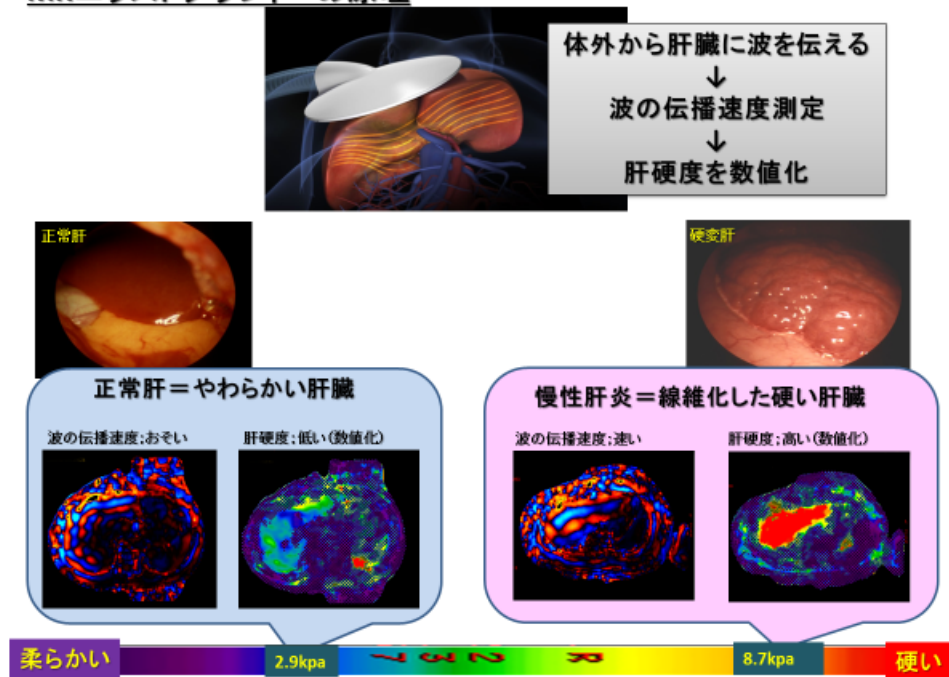 体外から肝臓に波を伝える
↓
波の伝播速度測定
↓
肝硬度を数値化
正常肝
硬変肝
正常肝＝やわらかい肝臓
波の伝播速度;おそい
肝硬度;低い(数値化)
慢性肝炎＝線維化した硬い肝臓
波の伝播速度;速い
肝硬度;高い(数値化)
柔らかい
2.9kpa
8.7kpa
硬い